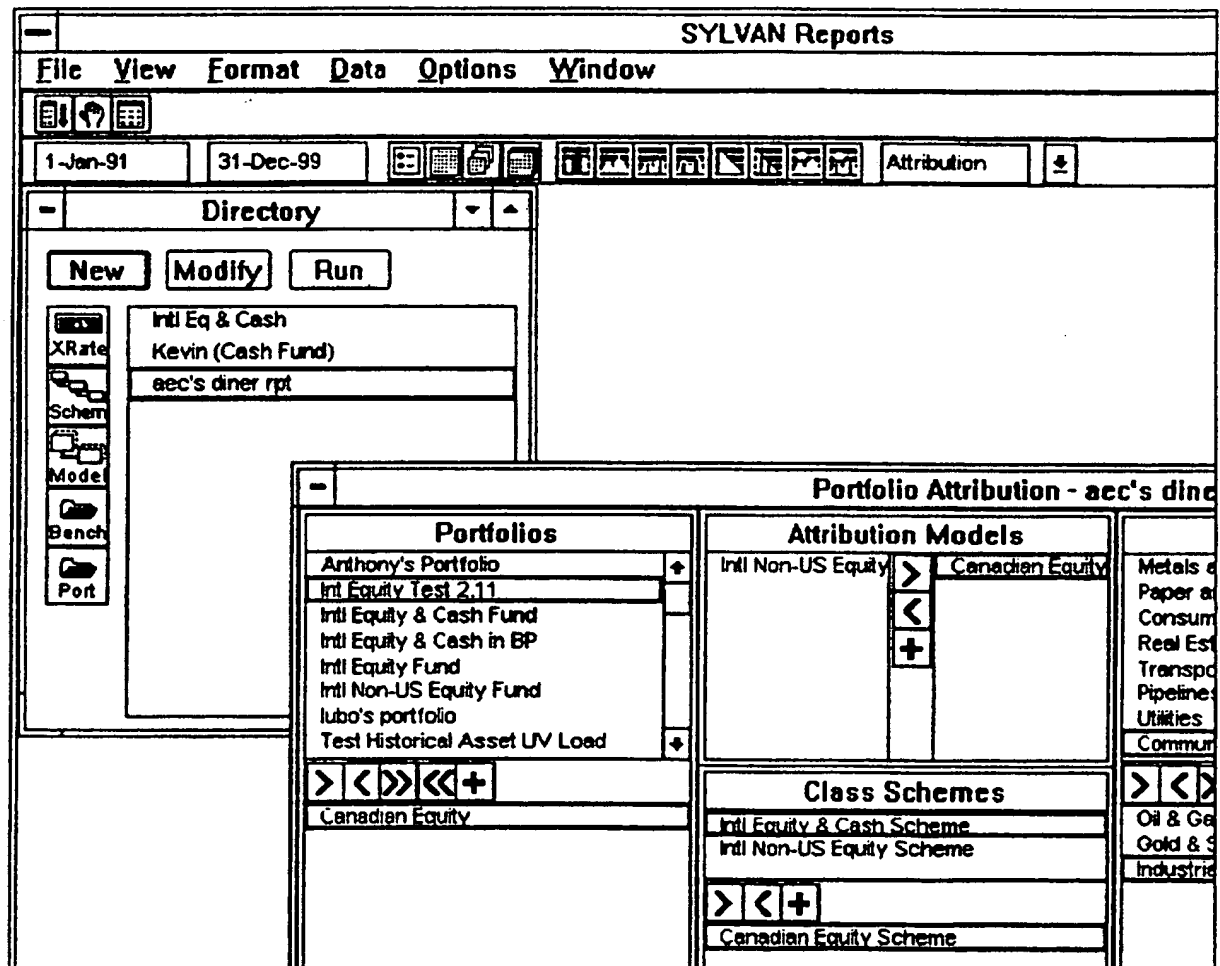 SYLVAN Reports
File View Format Data Options Window
1-Jan-91 31-Dec-99 Attribution
Directory
New Modify Run
XRate
Schem
Model
Bench
Port
Intl Eq & Cash
Kevin (Cash Fund)
aec's diner rpt
Portfolio Attribution - aec's dine
Portfolios
Anthony's Portfolio
Int Equity Test 2.11
Intl Equity & Cash Fund
Intl Equity & Cash in BP
Intl Equity Fund
Intl Non-US Equity Fund
lubo's portfolio
Test Historical Asset UV Load
> < >> << +
Canadian Equity
Attribution Models
Intl Non-US Equity
>
<
+
Canadian Equity
Class Schemes
Intl Equity & Cash Scheme
Intl Non-US Equity Scheme
> < +
Canadian Equity Scheme
Metals a
Paper a
Consum
Real Est
Transpo
Pipelines
Utilities
Commun
> <
Oil & Ga
Gold & S
Industrie